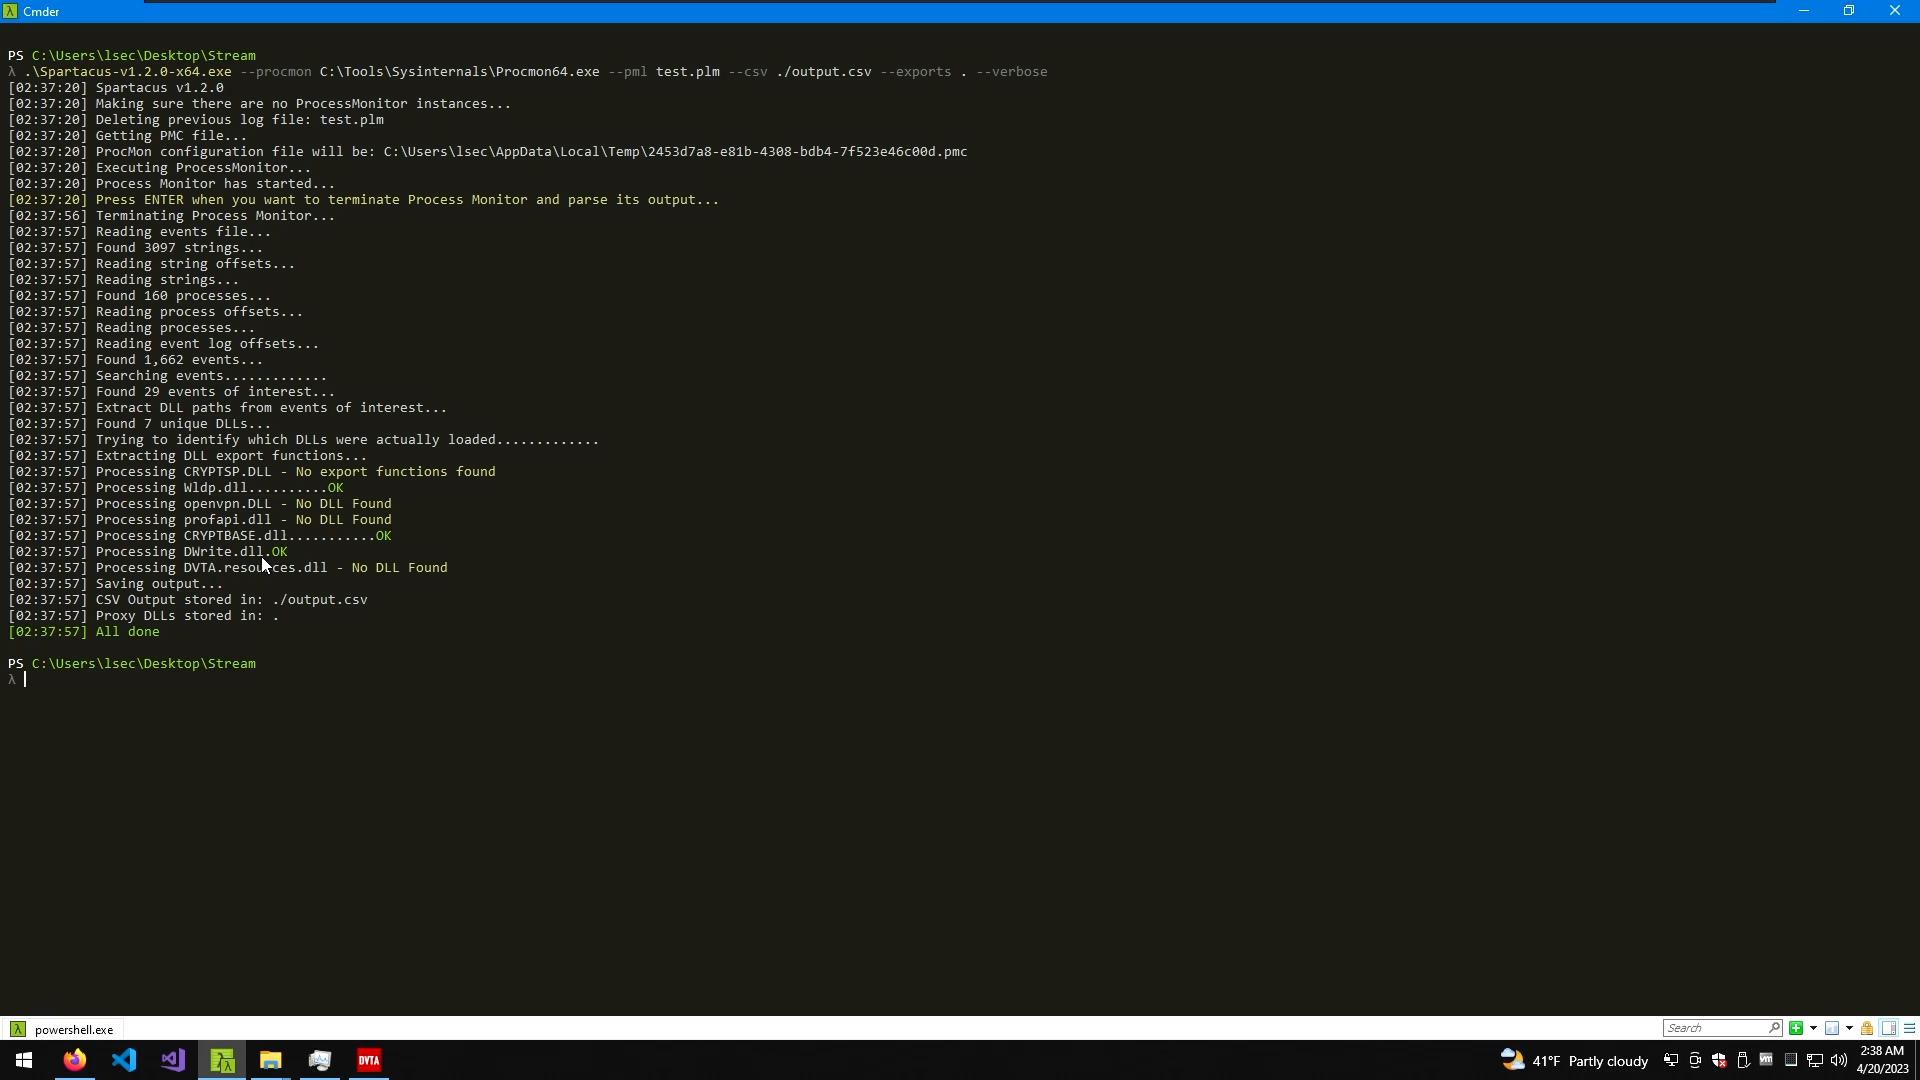 Cmder
PS C:\Users\lsec\Desktop\Stream
λ .\Spartacus-v1.2.0-x64.exe --procmon C:\Tools\Sysinternals\Procmon64.exe --pml test.plm --csv ./output.csv --exports . --verbose
[02:37:20] Spartacus v1.2.0
[02:37:20] Making sure there are no ProcessMonitor instances...
[02:37:20] Deleting previous log file: test.plm
[02:37:20] Getting PMC file...
[02:37:20] ProcMon configuration file will be: C:\Users\lsec\AppData\Local\Temp\2453d7a8-e81b-4308-bdb4-7f523e46c00d.pmc
[02:37:20] Executing ProcessMonitor...
[02:37:20] Process Monitor has started...
[02:37:20] Press ENTER when you want to terminate Process Monitor and parse its output...
[02:37:56] Terminating Process Monitor...
[02:37:57] Reading events file...
[02:37:57] Found 3097 strings...
[02:37:57] Reading string offsets...
[02:37:57] Reading strings...
[02:37:57] Found 160 processes...
[02:37:57] Reading process offsets...
[02:37:57] Reading processes...
[02:37:57] Reading event log offsets...
[02:37:57] Found 1,662 events...
[02:37:57] Searching events.............
[02:37:57] Found 29 events of interest...
[02:37:57] Extract DLL paths from events of interest...
[02:37:57] Found 7 unique DLLs...
[02:37:57] Trying to identify which DLLs were actually loaded.............
[02:37:57] Extracting DLL export functions...
[02:37:57] Processing CRYPTSP.DLL - No export functions found
[02:37:57] Processing Wldp.dll..........OK
[02:37:57] Processing openvpn.DLL - No DLL Found
[02:37:57] Processing profapi.dll - No DLL Found
[02:37:57] Processing CRYPTBASE.dll...........OK
[02:37:57] Processing DWrite.dll.OK
[02:37:57] Processing DVTA.resources.dll - No DLL Found
[02:37:57] Saving output...
[02:37:57] CSV Output stored in: ./output.csv
[02:37:57] Proxy DLLs stored in: .
[02:37:57] All done
PS C:\Users\lsec\Desktop\Stream
λ
powershell.exe
Search
DVTA
41°F Partly cloudy
2:38 AM
4/20/2023